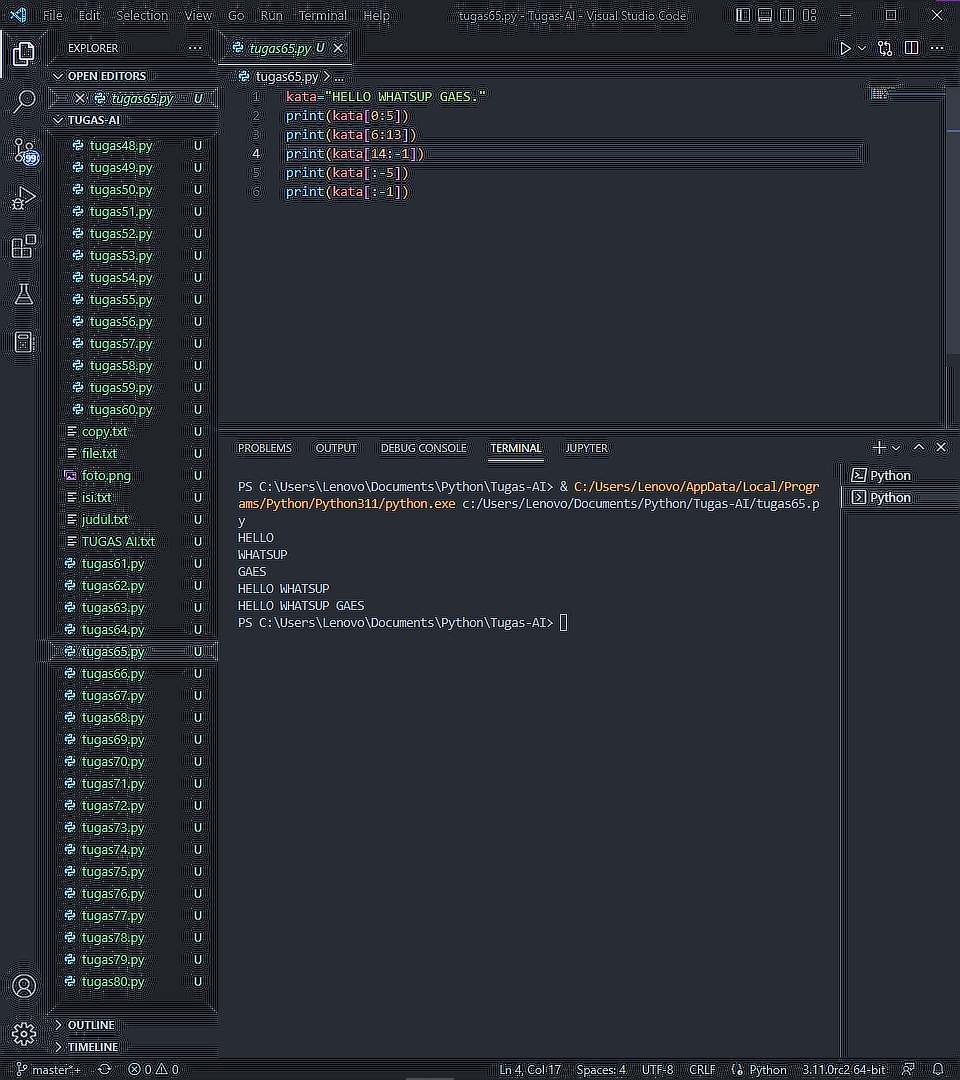 File Edit Selection View Go Run Terminal Help tugas65.py - Tugas-AI - Visual Studio Code
EXPLORER
OPEN EDITORS
tugas65.py U
TUGAS-AI
99
tugas48.py U
tugas49.py U
tugas50.py U
tugas51.py U
tugas52.py U
tugas53.py U
tugas54.py U
tugas55.py U
tugas56.py U
tugas57.py U
tugas58.py U
tugas59.py U
tugas60.py U
copy.txt U
file.txt U
foto.png U
isi.txt U
judul.txt U
TUGAS AI.txt U
tugas61.py U
tugas62.py U
tugas63.py U
tugas64.py U
tugas65.py U
tugas66.py U
tugas67.py U
tugas68.py U
tugas69.py U
tugas70.py U
tugas71.py U
tugas72.py U
tugas73.py U
tugas74.py U
tugas75.py U
tugas76.py U
tugas77.py U
tugas78.py U
tugas79.py U
tugas80.py U
OUTLINE
TIMELINE
tugas65.py U
tugas65.py > ...
1 kata="HELLO WHATSUP GAES."
2 print(kata[0:5])
3 print(kata[6:13])
4 print(kata[14:-1])
5 print(kata[:-5])
6 print(kata[:-1])
PROBLEMS OUTPUT DEBUG CONSOLE TERMINAL JUPYTER
PS C:\Users\Lenovo\Documents\Python\Tugas-AI> & C:/Users/Lenovo/AppData/Local/Progr
ams/Python/Python311/python.exe c:/Users/Lenovo/Documents/Python/Tugas-AI/tugas65.p
y
HELLO
WHATSUP
GAES
HELLO WHATSUP
HELLO WHATSUP GAES
PS C:\Users\Lenovo\Documents\Python\Tugas-AI>
Python
Python
master*+ 0 0 Ln 4, Col 17 Spaces: 4 UTF-8 CRLF Python 3.11.0rc2 64-bit